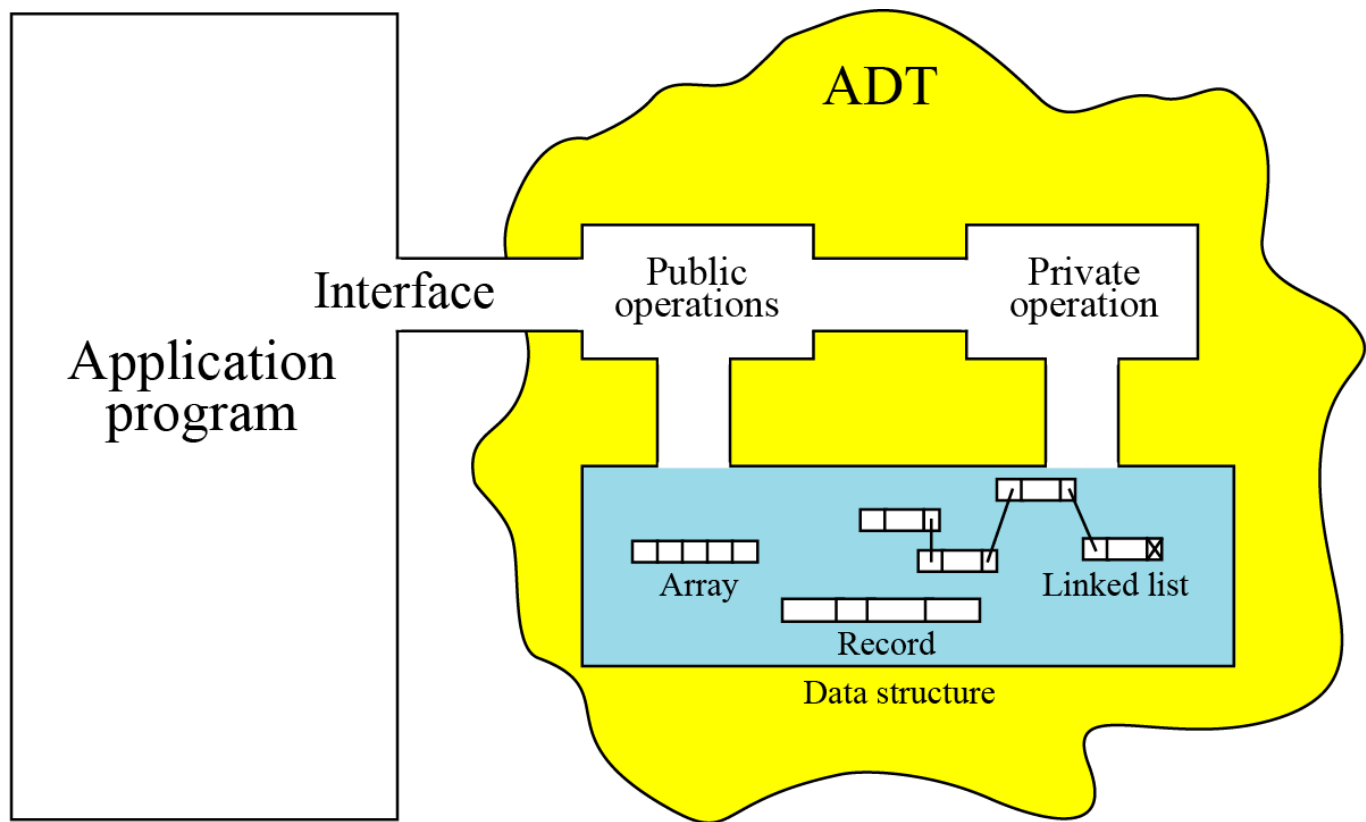 ADT
Interface
Public
operations
Private
operation
Application
program
Array
Linked list
Record
Data structure